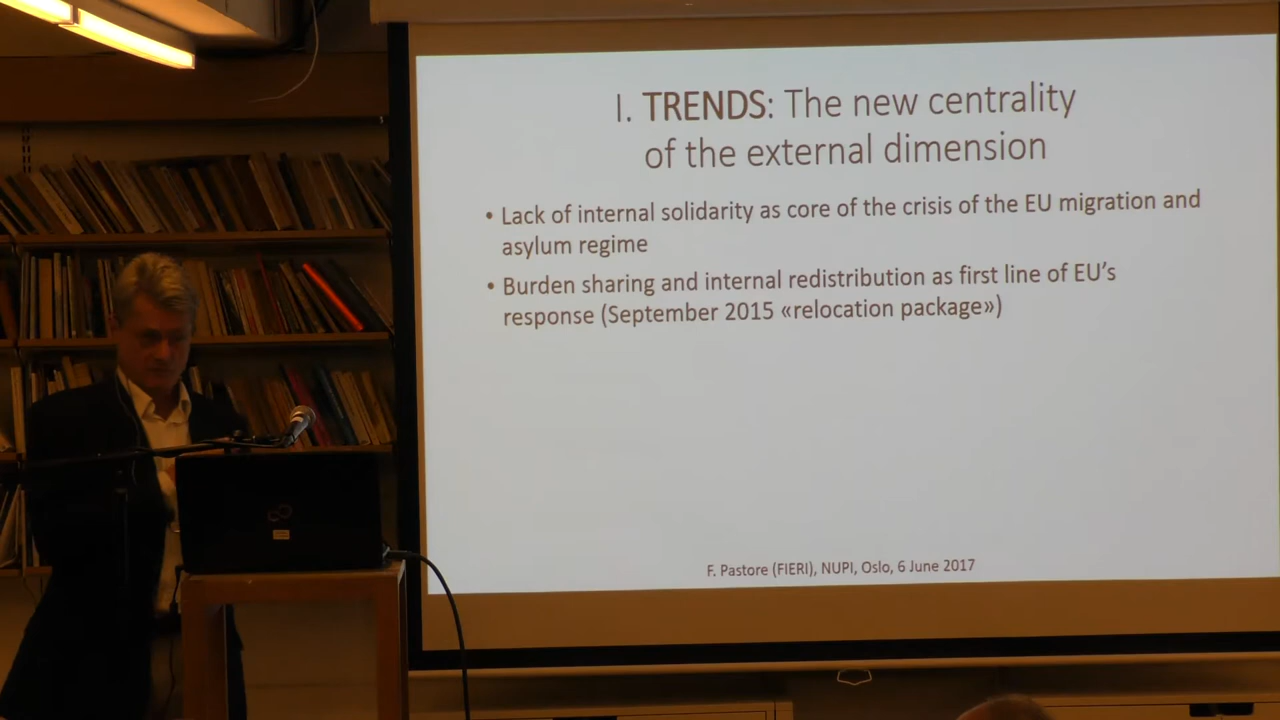 I. TRENDS: The new centrality
of the external dimension
• Lack of internal solidarity as core of the crisis of the EU migration and
asylum regime
• Burden sharing and internal redistribution as first line of EU’s
response (September 2015 «relocation package»)
F. Pastore (FIERI), NUPI, Oslo, 6 June 2017